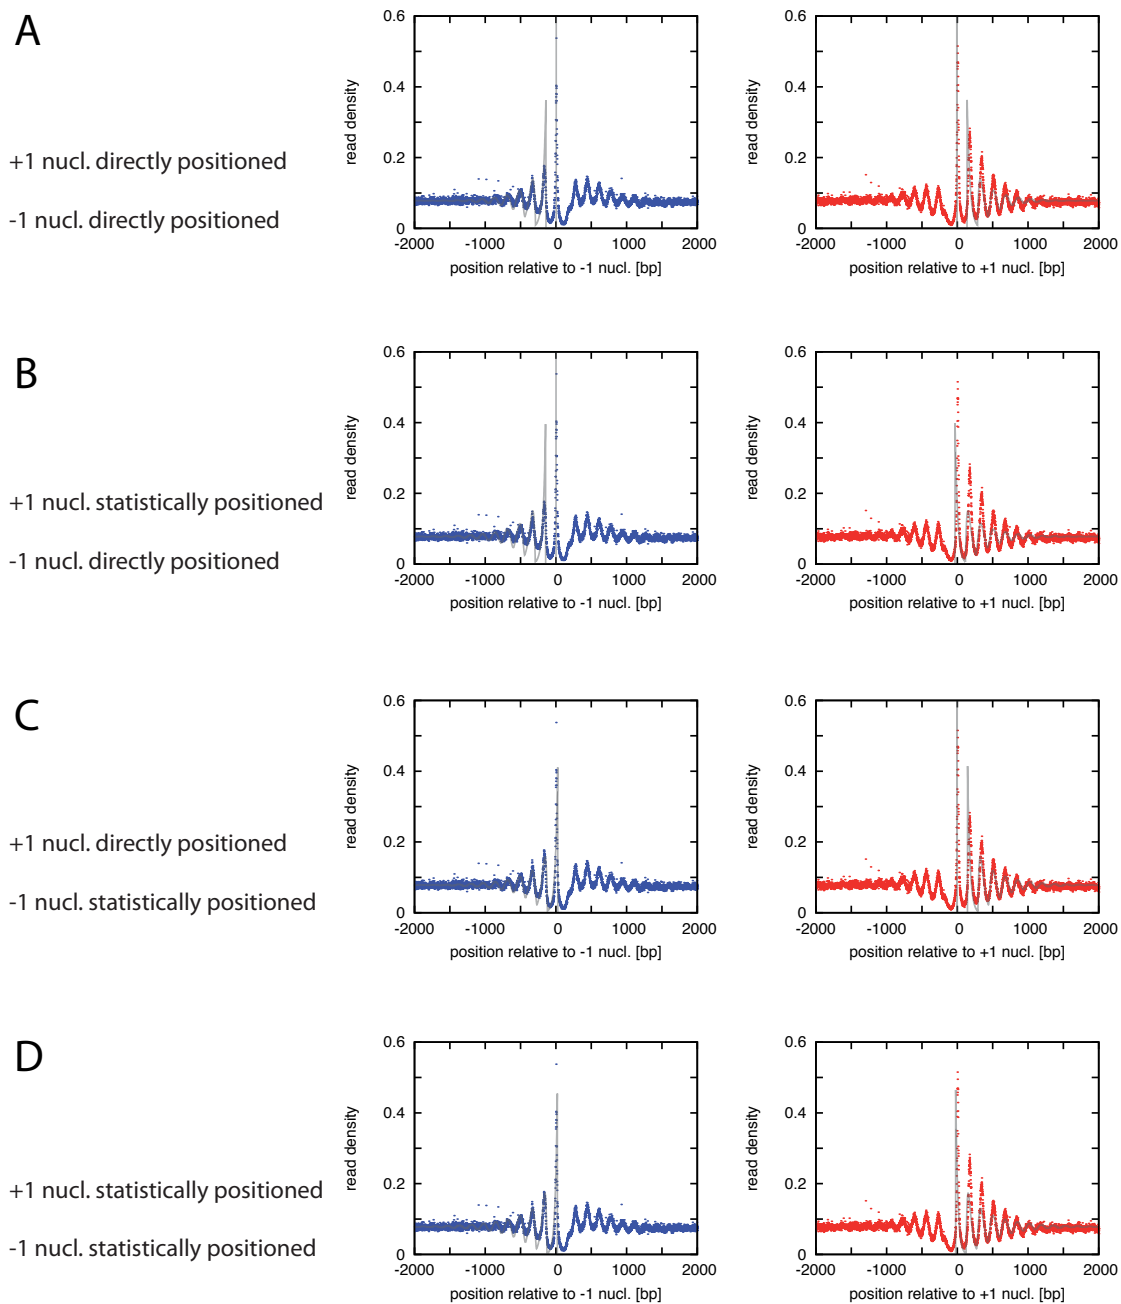 A
+1 nucl. directly positioned
-1 nucl. directly positioned
read density
0.6
0.4
0.2
0
-2000 -1000 0 1000 2000
position relative to -1 nucl. [bp]
read density
0.6
0.4
0.2
0
-2000 -1000 0 1000 2000
position relative to +1 nucl. [bp]
B
+1 nucl. statistically positioned
-1 nucl. directly positioned
read density
0.6
0.4
0.2
0
-2000 -1000 0 1000 2000
position relative to -1 nucl. [bp]
read density
0.6
0.4
0.2
0
-2000 -1000 0 1000 2000
position relative to +1 nucl. [bp]
C
+1 nucl. directly positioned
-1 nucl. statistically positioned
read density
0.6
0.4
0.2
0
-2000 -1000 0 1000 2000
position relative to -1 nucl. [bp]
read density
0.6
0.4
0.2
0
-2000 -1000 0 1000 2000
position relative to +1 nucl. [bp]
D
+1 nucl. statistically positioned
-1 nucl. statistically positioned
read density
0.6
0.4
0.2
0
-2000 -1000 0 1000 2000
position relative to -1 nucl. [bp]
read density
0.6
0.4
0.2
0
-2000 -1000 0 1000 2000
position relative to +1 nucl. [bp]